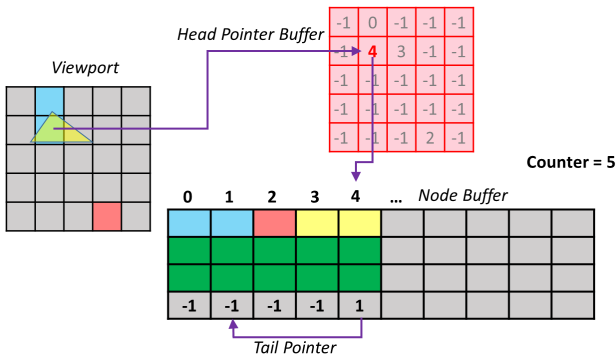 Head Pointer Buffer
-1 0 -1 -1 -1
-1 4 3 -1 -1
-1 -1 -1 -1 -1
-1 -1 -1 -1 -1
-1 -1 -1 2 -1
Viewport
Counter = 5
0 1 2 3 4 ... Node Buffer
-1 -1 -1 -1 1
Tail Pointer